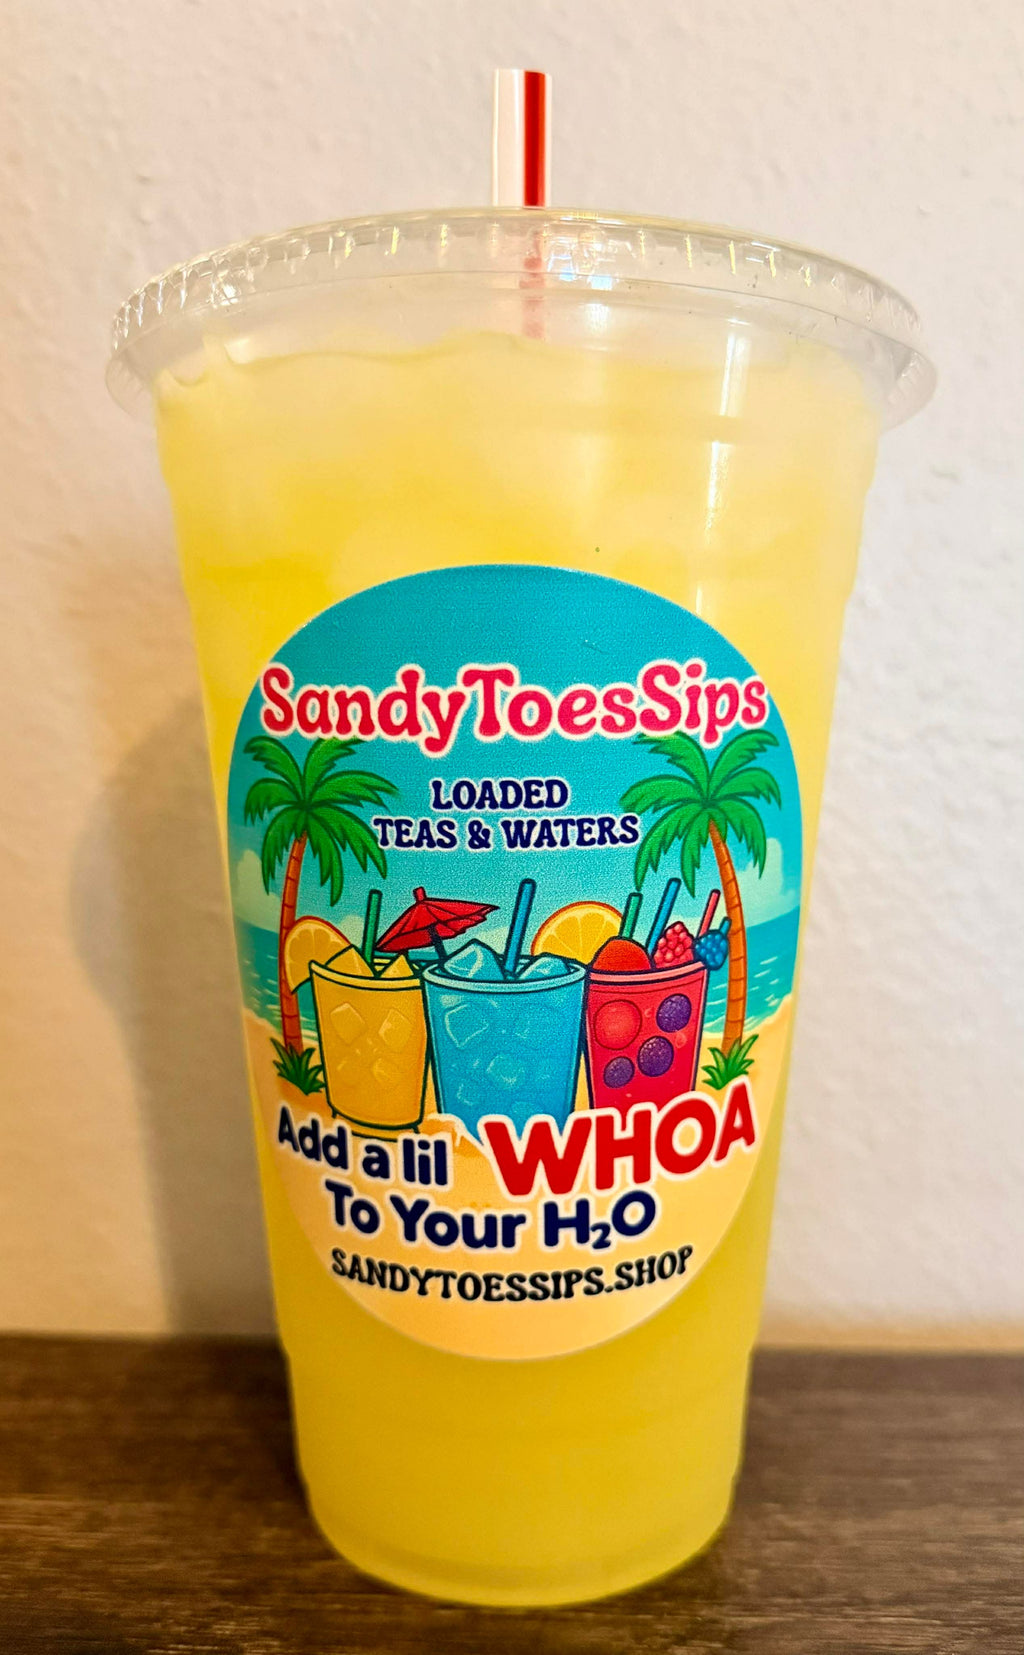 SandyToesSips
LOADED
TEAS & WATERS
Add a lil WHOA
To Your H₂O
SANDYTOESSIPS.SHOP